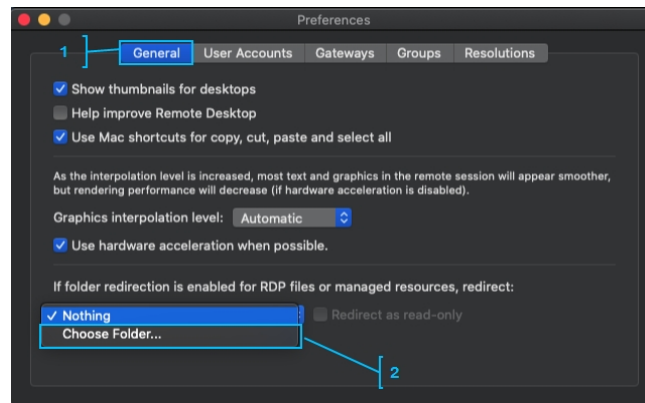 Preferences
1
General User Accounts Gateways Groups Resolutions
Show thumbnails for desktops
Help improve Remote Desktop
Use Mac shortcuts for copy, cut, paste and select all
As the interpolation level is increased, most text and graphics in the remote session will appear smoother,
but rendering performance will decrease (if hardware acceleration is disabled).
Graphics interpolation level: Automatic
Use hardware acceleration when possible.
If folder redirection is enabled for RDP files or managed resources, redirect:
Nothing Redirect as read-only
Choose Folder...
2